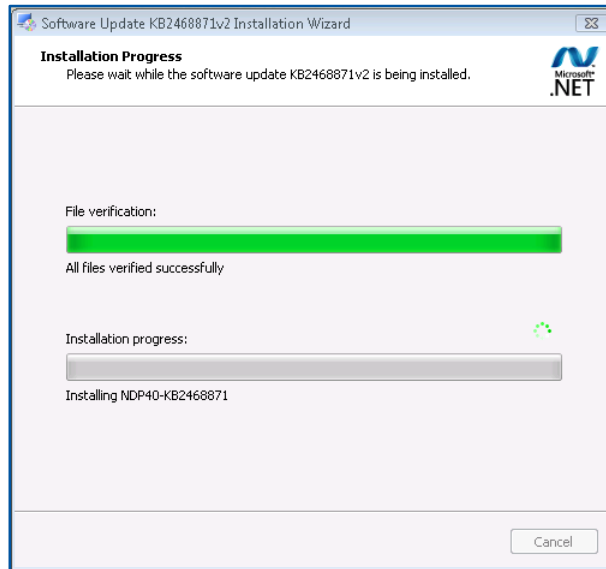 Software Update KB2468871v2 Installation Wizard
Installation Progress
Please wait while the software update KB2468871v2 is being installed.
Microsoft®
.NET
File verification:
All files verified successfully
Installation progress:
Installing NDP40-KB2468871
Cancel